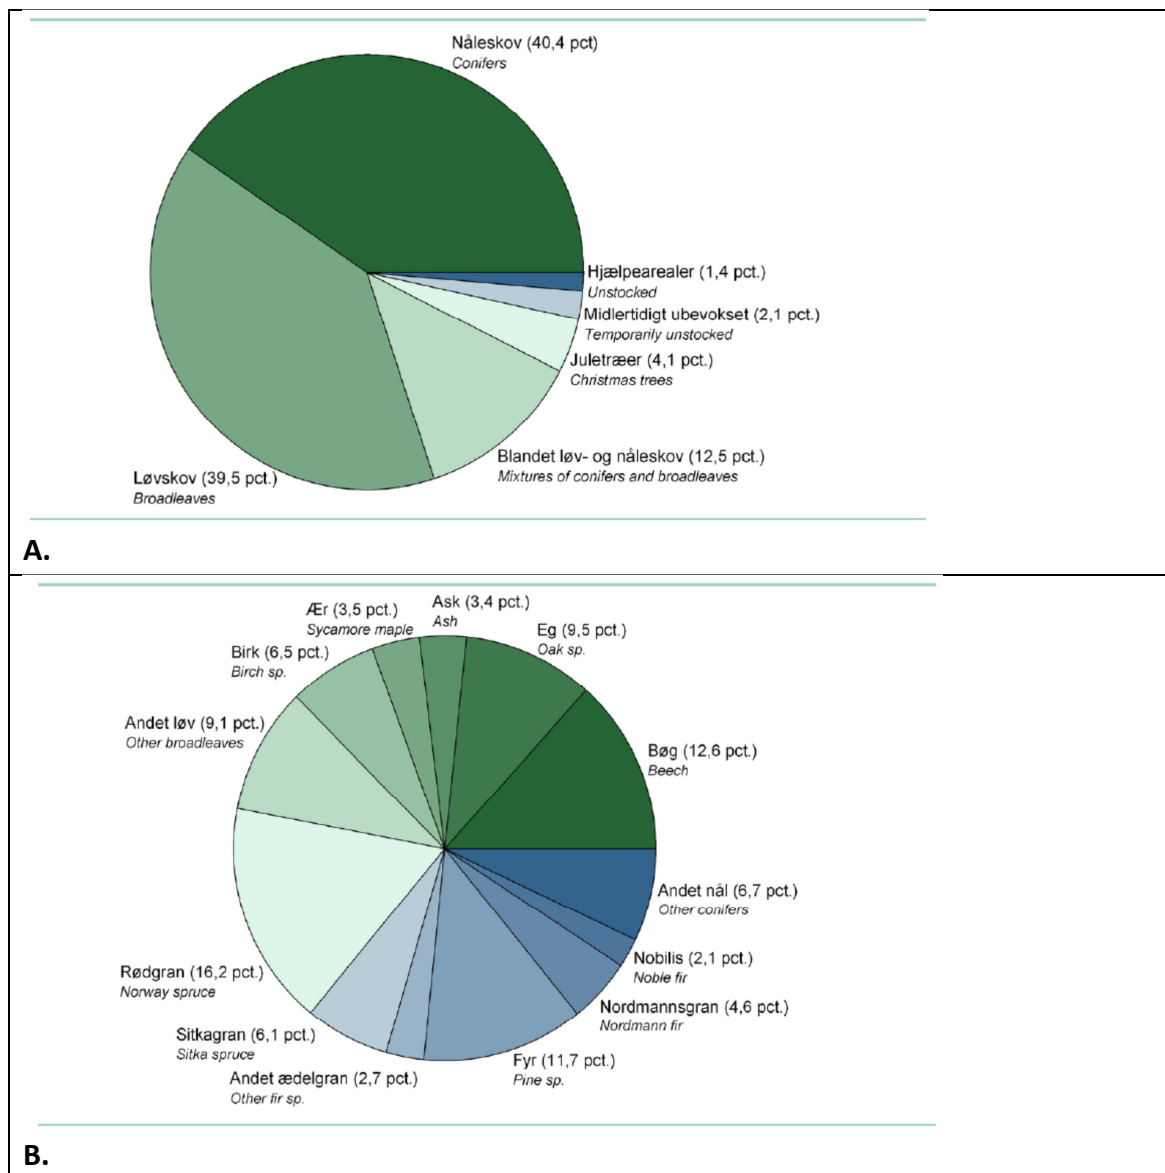 Nåleskov (40,4 pct)
Conifers
Hjælpearealer (1,4 pct.)
Unstocked
Midlertidigt ubevokset (2,1 pct.)
Temporarily unstocked
Juletræer (4,1 pct.)
Christmas trees
Blandet løv- og nåleskov (12,5 pct.)
Mixtures of conifers and broadleaves
Løvskov (39,5 pct.)
Broadleaves
A.
Ask (3,4 pct.)
Ash
Ær (3,5 pct.)
Sycamore maple
Eg (9,5 pct.)
Oak sp.
Birk (6,5 pct.)
Birch sp.
Andet løv (9,1 pct.)
Other broadleaves
Bøg (12,6 pct.)
Beech
Andet nål (6,7 pct.)
Other conifers
Nobilis (2,1 pct.)
Noble fir
Rødgran (16,2 pct.)
Norway spruce
Nordmannsgran (4,6 pct.)
Nordmann fir
Sitkagran (6,1 pct.)
Sitka spruce
Fyr (11,7 pct.)
Pine sp.
Andet ædelgran (2,7 pct.)
Other fir sp.
B.